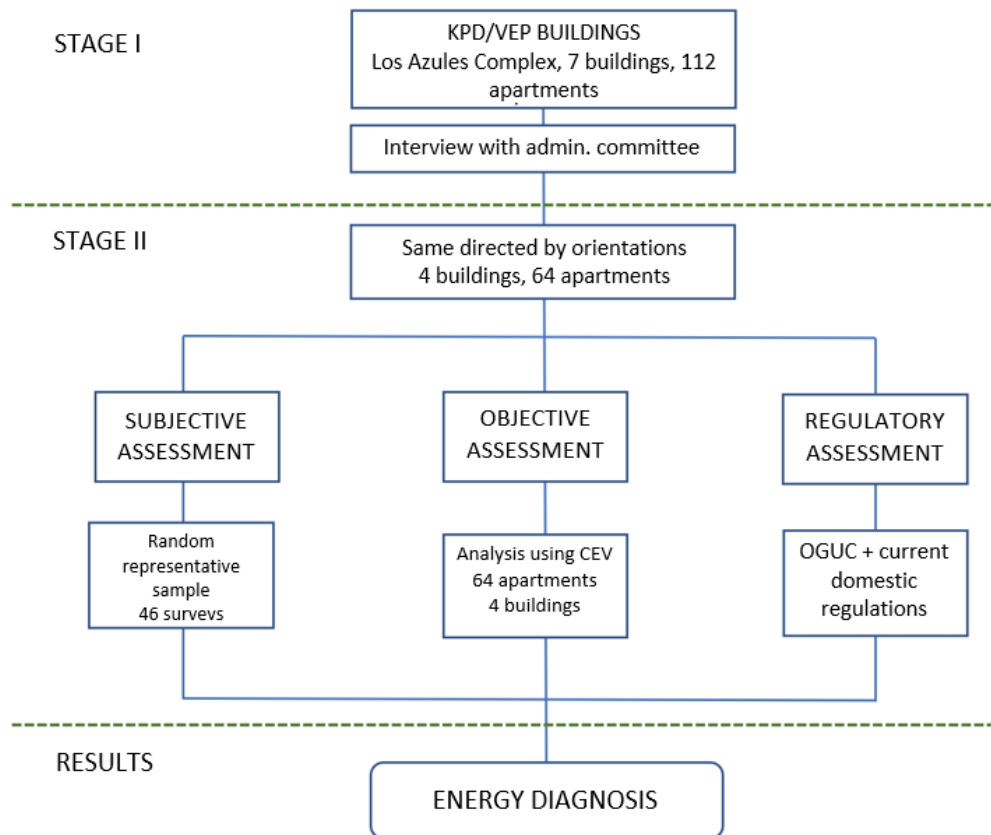 STAGE I
KPD/VEP BUILDINGS
Los Azules Complex, 7 buildings, 112
apartments
Interview with admin. committee
STAGE II
Same directed by orientations
4 buildings, 64 apartments
SUBJECTIVE
ASSESSMENT
OBJECTIVE
ASSESSMENT
REGULATORY
ASSESSMENT
Random
representative
sample
46 surveys
Analysis using CEV
64 apartments
4 buildings
OGUC + current
domestic
regulations
RESULTS
ENERGY DIAGNOSIS